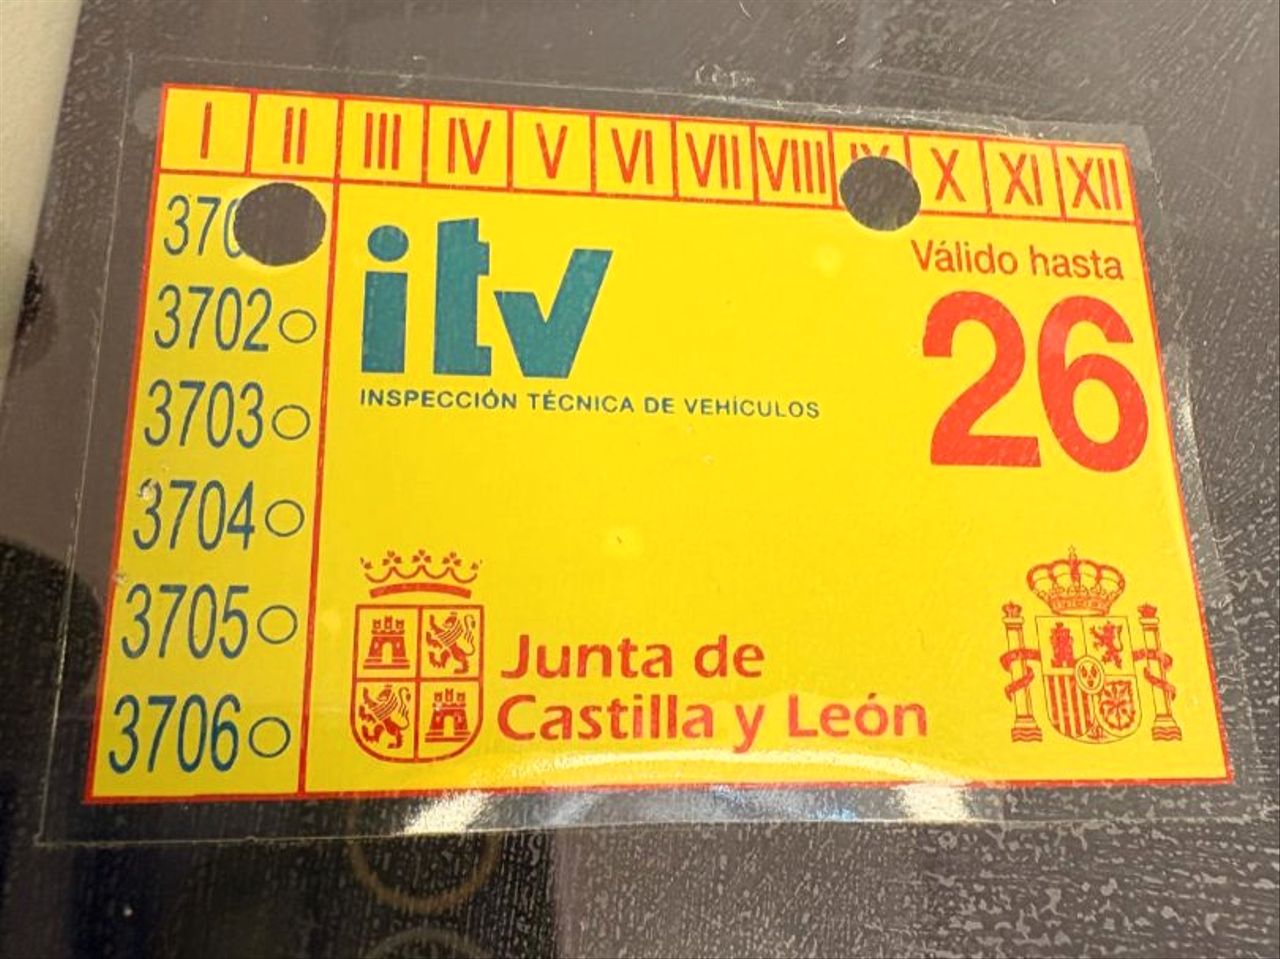 I II III IV V VI VII VIII IX X XI XII
3702
3703
3704
3705
3706
itv
INSPECCIÓN TÉCNICA DE VEHÍCULOS
Válido hasta
26
Junta de
Castilla y León